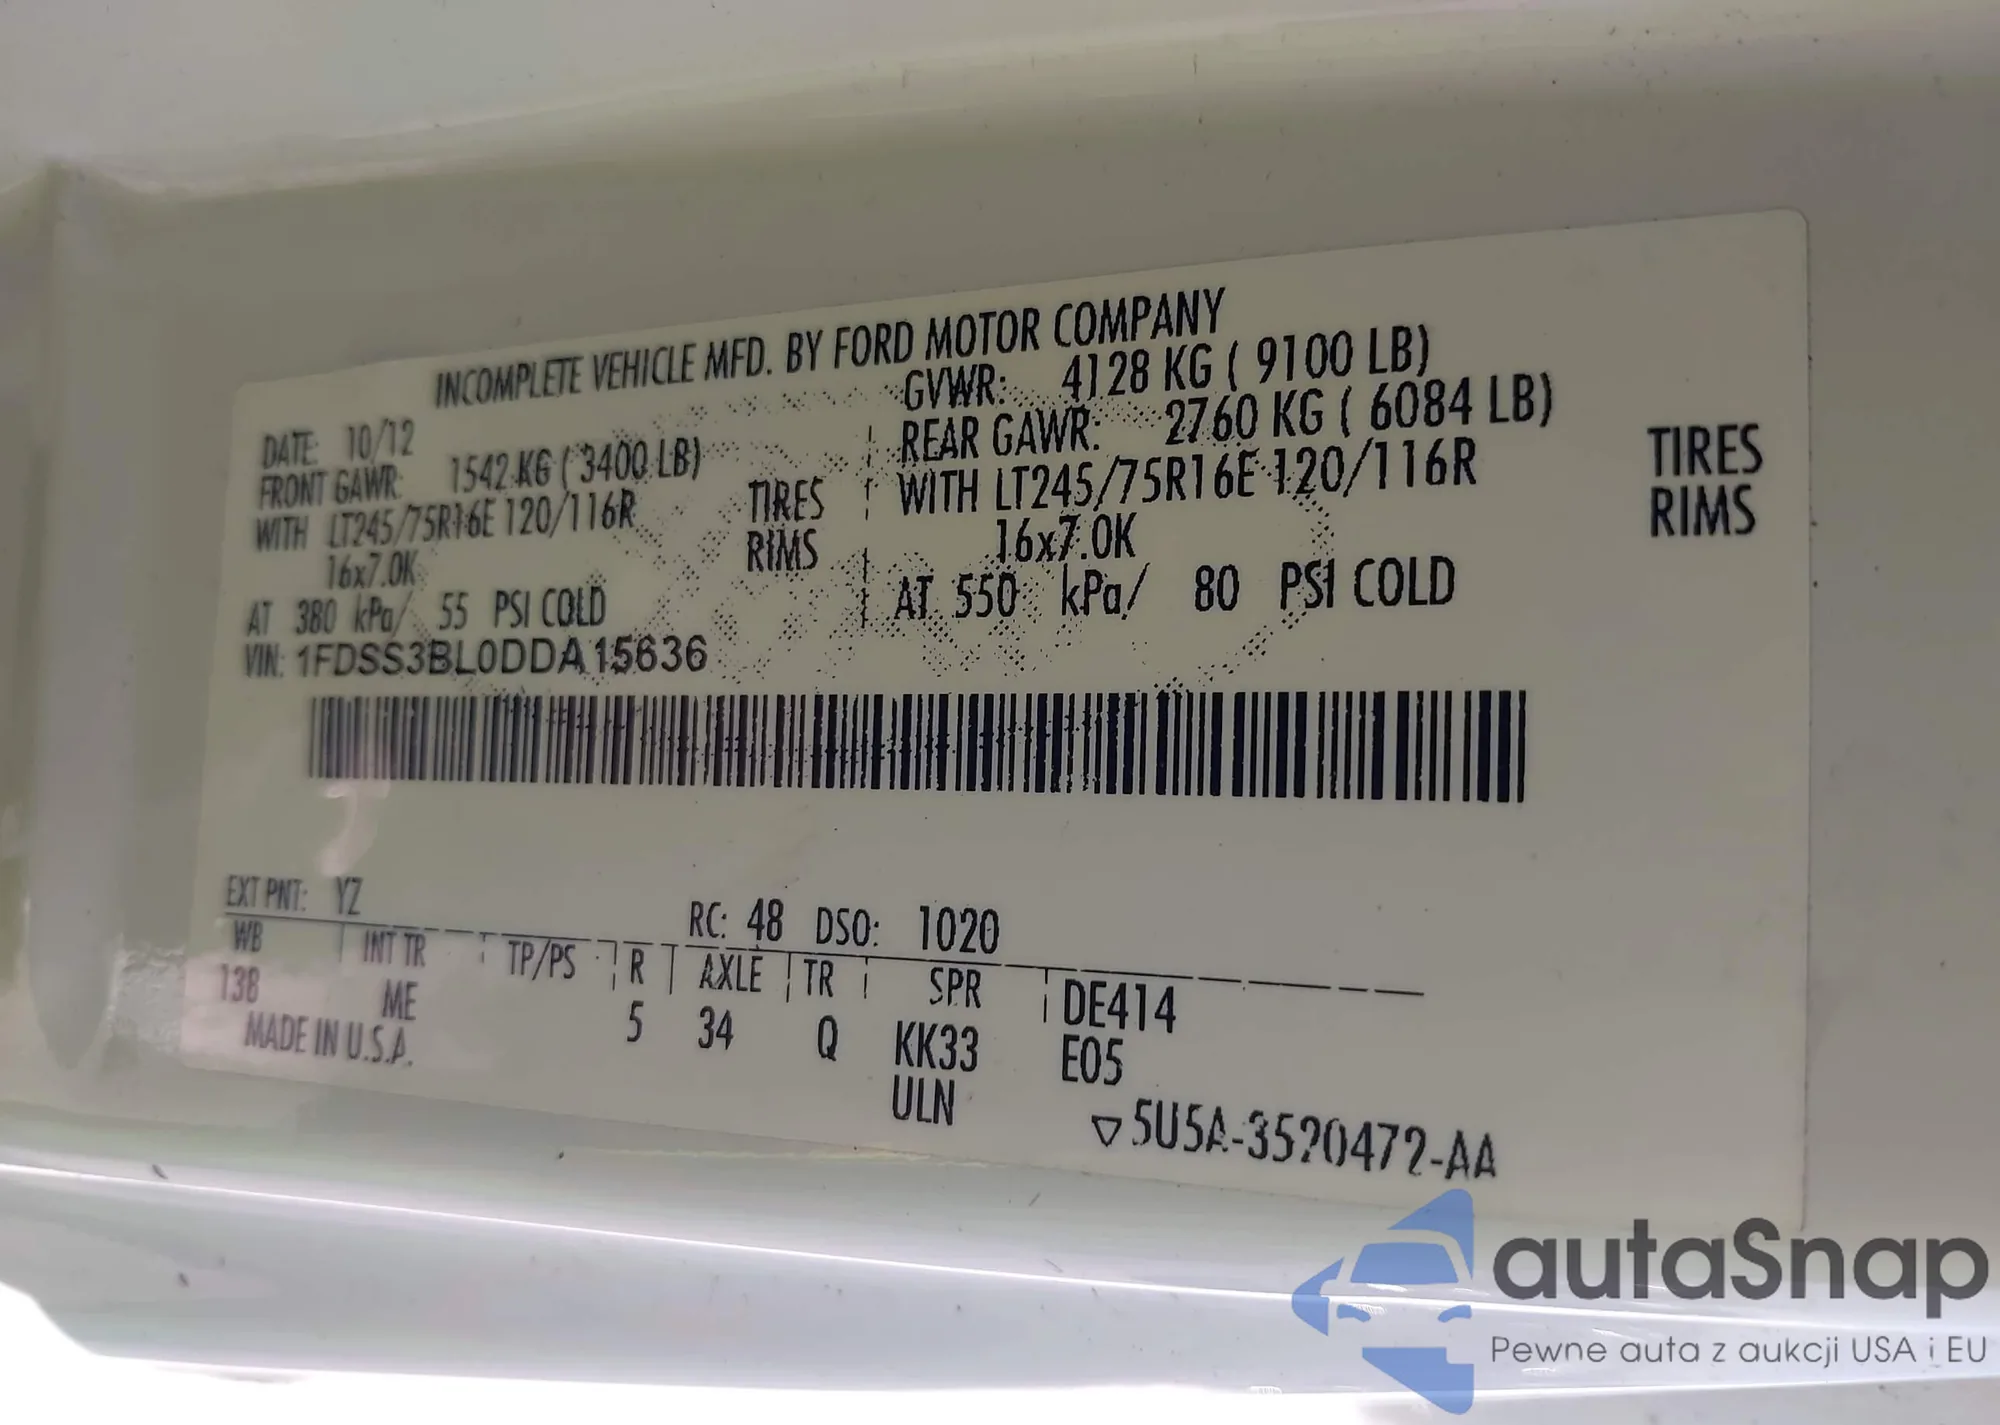 INCOMPLETE VEHICLE MFD. BY FORD MOTOR COMPANY
DATE: 10/12 GVWR: 4128 KG ( 9100 LB)
FRONT GAWR: 1542 KG ( 3400 LB) REAR GAWR: 2760 KG ( 6084 LB)
WITH LT245/75R16E 120/116R TIRES WITH LT245/75R16E 120/116R TIRES
16x7.0K RIMS 16x7.0K RIMS
AT 380 kPa/ 55 PSI COLD AT 550 kPa/ 80 PSI COLD
VIN: 1FDSS3BL0DDA15636
EXT PNT: YZ RC: 48 DSO: 1020
WB INT TR TP/PS R AXLE TR SPR DE414
138 ME 5 34 Q KK33 E05
MADE IN U.S.A. ULN
▽5U5A-3520472-AA
autaSnap
Pewne auta z aukcji USA i EU